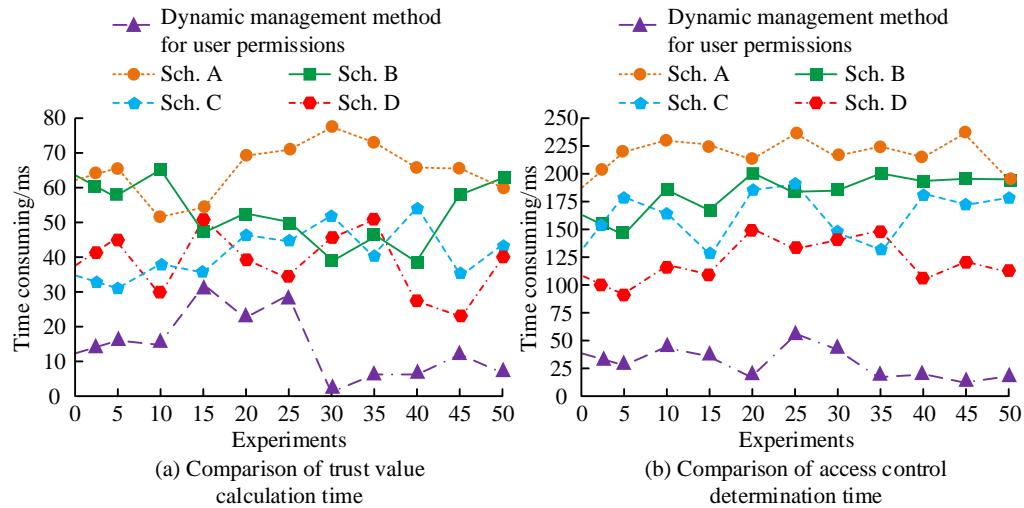 Dynamic management method
for user permissions
Sch. A
Sch. B
Sch. C
Sch. D
80
70
60
50
40
30
20
10
0
Time consuming/ms
0 5 10 15 20 25 30 35 40 45 50
Experiments
(a) Comparison of trust value
calculation time
Dynamic management method
for user permissions
Sch. A
Sch. B
Sch. C
Sch. D
250
225
200
150
125
100
75
50
25
0
Time consuming/ms
0 5 10 15 20 25 30 35 40 45 50
Experiments
(b) Comparison of access control
determination time